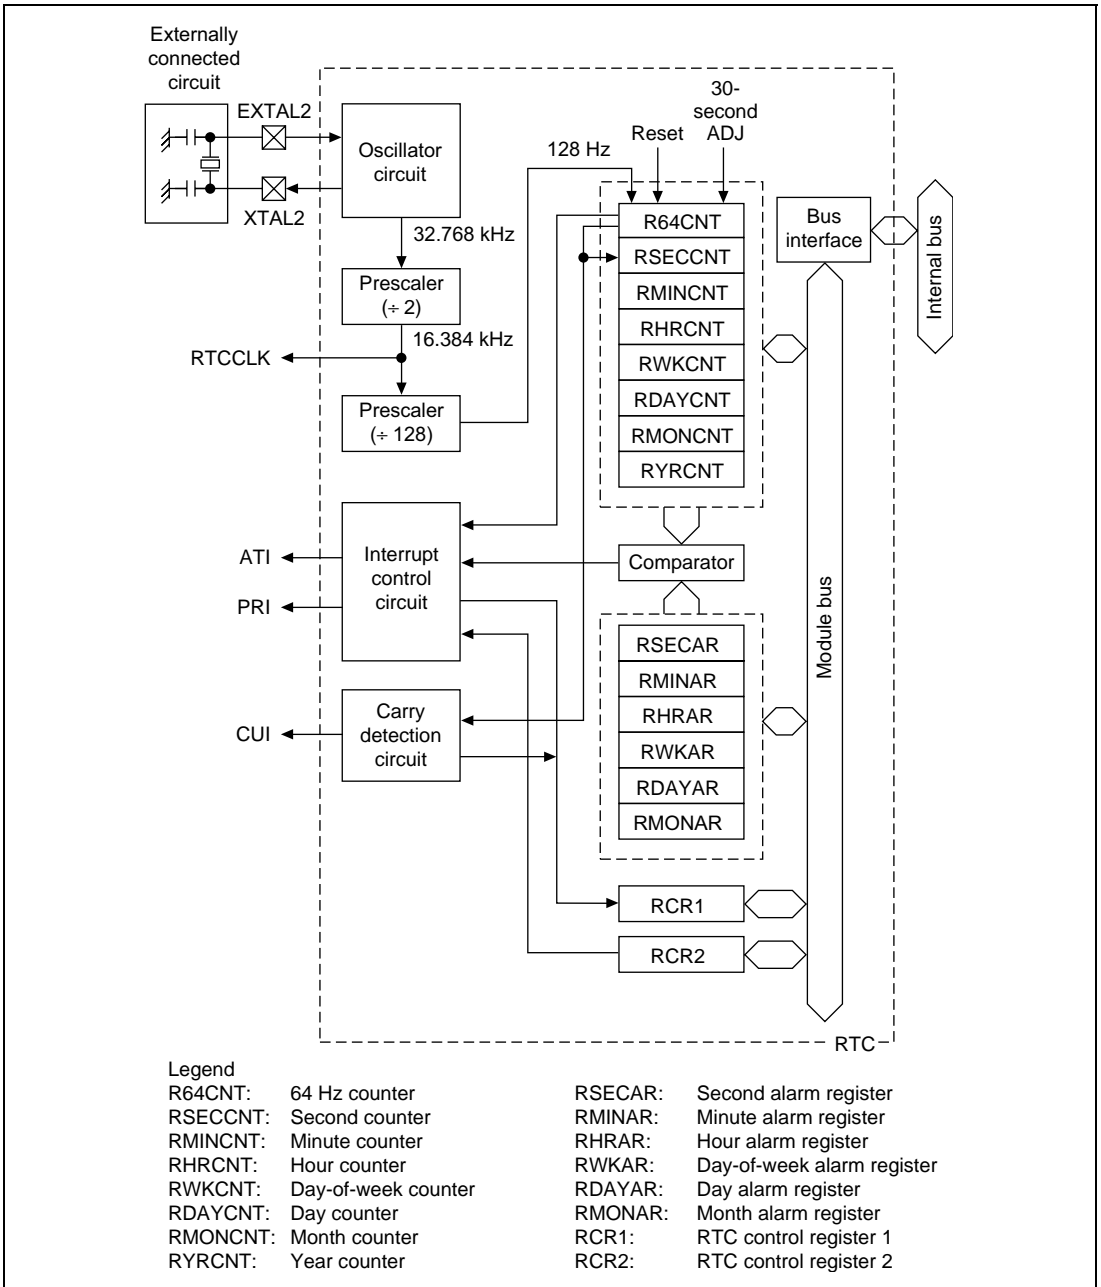 Externally
connected
circuit
EXTAL2
XTAL2
Oscillator
circuit
32.768 kHz
Prescaler
(÷ 2)
16.384 kHz
RTCCLK
Prescaler
(÷ 128)
128 Hz
Reset
30-
second
ADJ
R64CNT
RSECCNT
RMINCNT
RHRCNT
RWKCNT
RDAYCNT
RMONCNT
RYRCNT
Bus
interface
Internal bus
Module bus
ATI
PRI
Interrupt
control
circuit
Comparator
CUI
Carry
detection
circuit
RSECAR
RMINAR
RHRAR
RWKAR
RDAYAR
RMONAR
RCR1
RCR2
RTC
Legend
R64CNT: 64 Hz counter
RSECCNT: Second counter
RMINCNT: Minute counter
RHRCNT: Hour counter
RWKCNT: Day-of-week counter
RDAYCNT: Day counter
RMONCNT: Month counter
RYRCNT: Year counter
RSECAR: Second alarm register
RMINAR: Minute alarm register
RHRAR: Hour alarm register
RWKAR: Day-of-week alarm register
RDAYAR: Day alarm register
RMONAR: Month alarm register
RCR1: RTC control register 1
RCR2: RTC control register 2